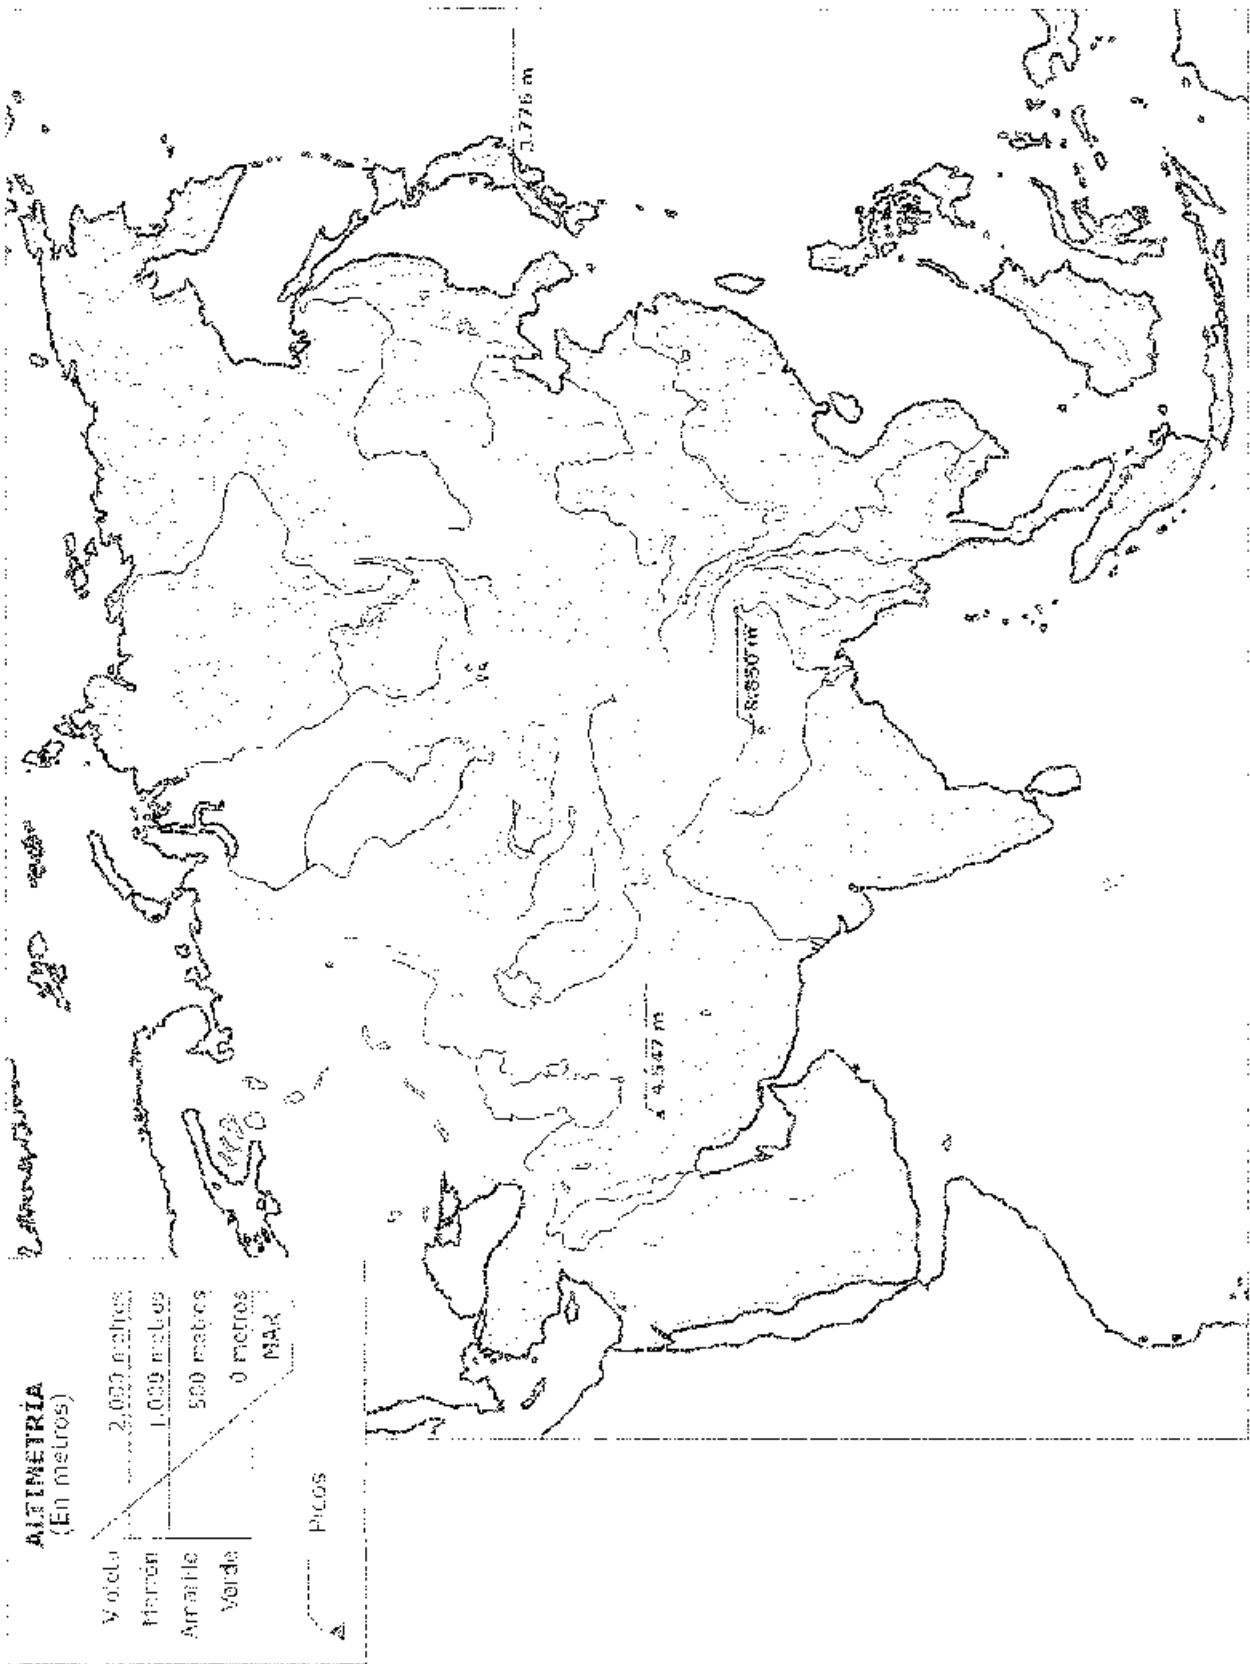 ALTIMETRÍA
(En metros)
Violeta
2.000 metros
Marrón
1.000 metros
Amarillo
500 metros
Verde
0 metros
MAR
Picos
3.776 m
8.850 m
4.547 m